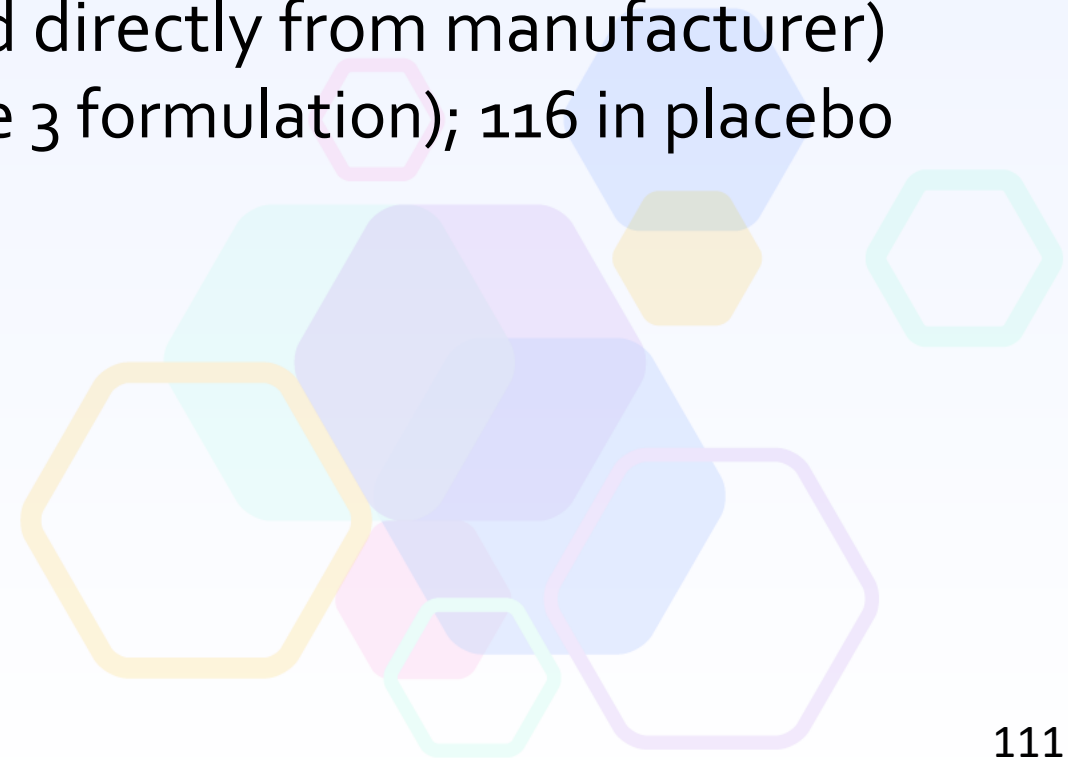 directly from manufacturer)
3 formulation); 116 in placebo
111